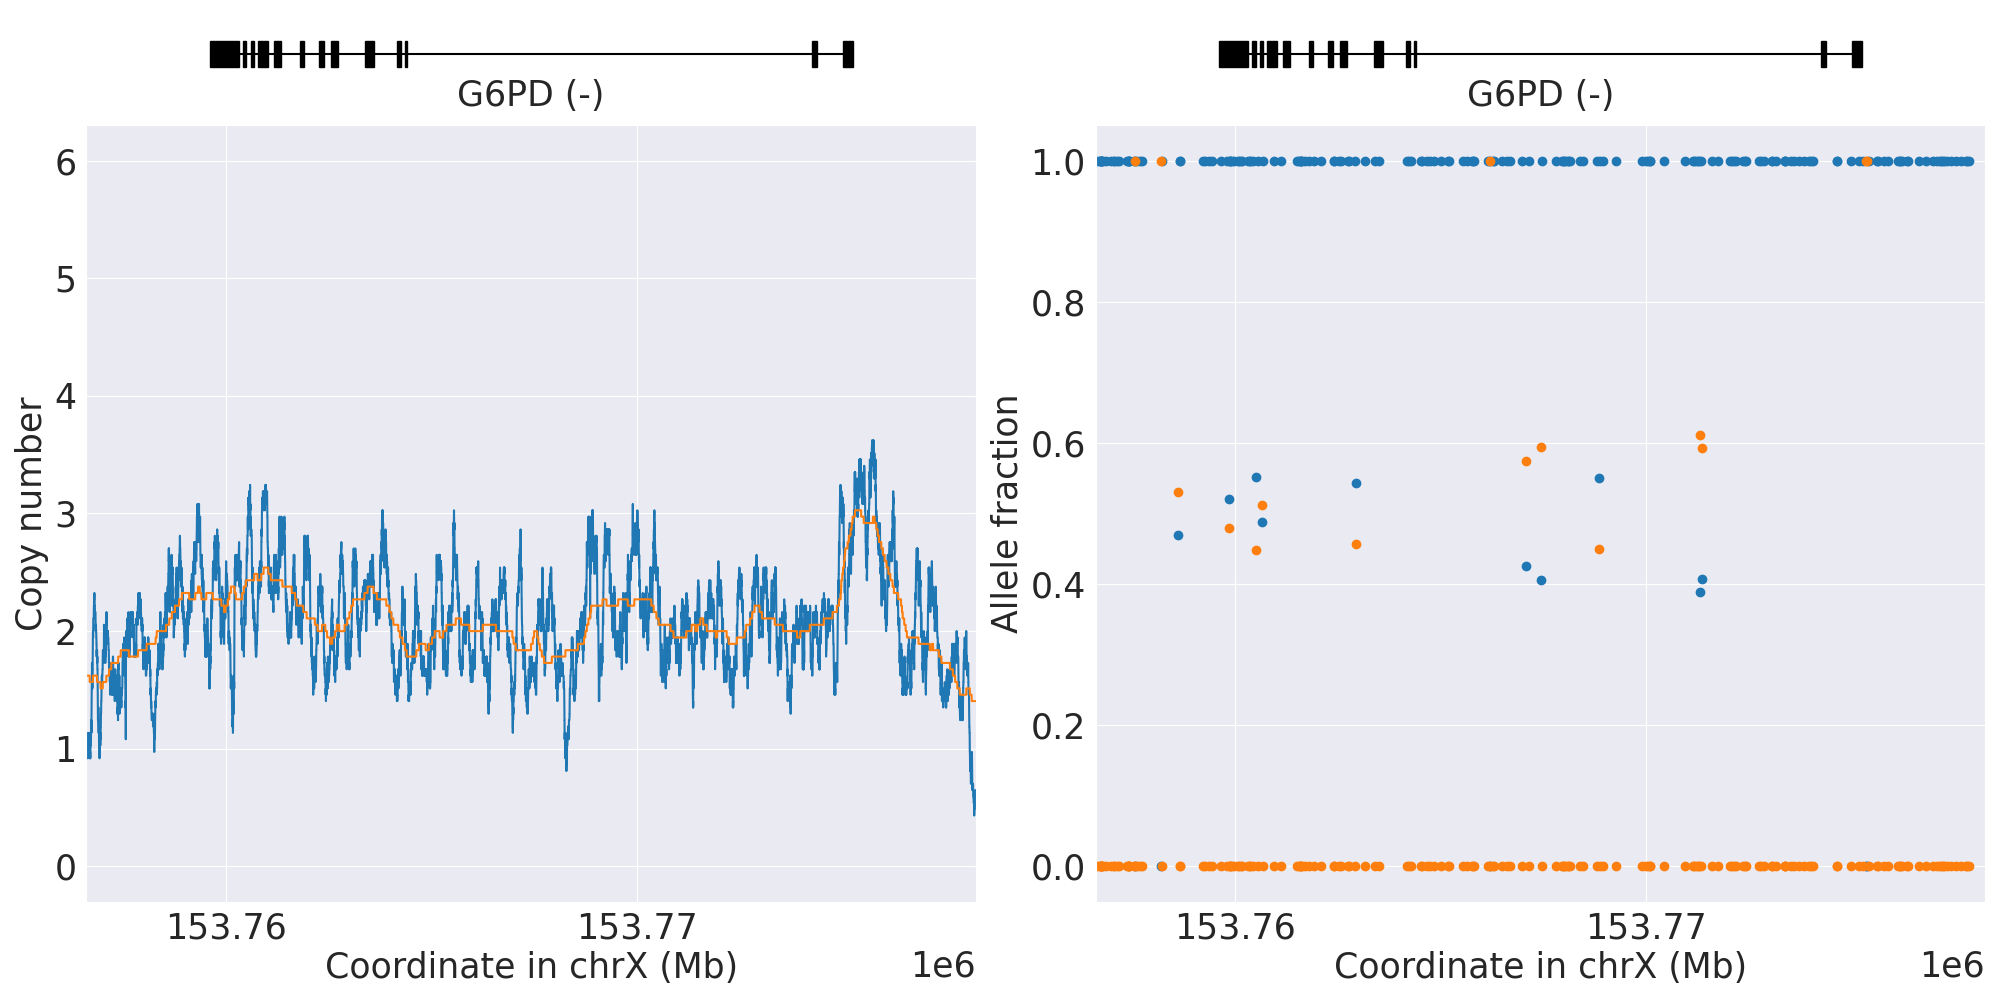 G6PD (-)
6
5
4
3
2
1
0
Copy number
153.76
153.77
Coordinate in chrX (Mb)
1e6
G6PD (-)
1.0
0.8
0.6
0.4
0.2
0.0
Allele fraction
153.76
153.77
Coordinate in chrX (Mb)
1e6